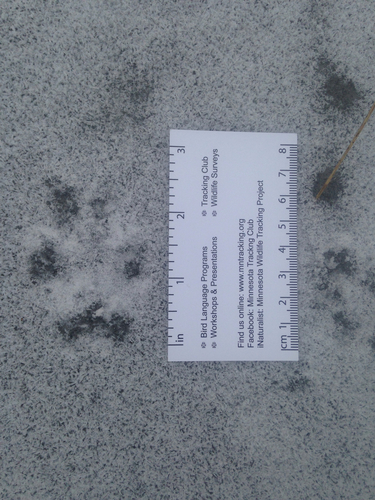 in 1 2 3
Bird Language Programs Tracking Club
Workshops & Presentations Wildlife Surveys
Find us online: www.mntracking.org
Facebook: Minnesota Tracking Club
iNaturalist: Minnesota Wildlife Tracking Project
cm 1 2 3 4 5 6 7 8